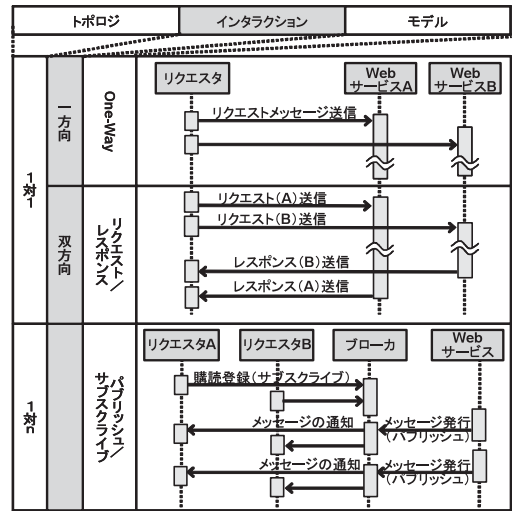 トポロジ
インタラクション
モデル
1対1
一方向
One-Way
リクエスタ
Web
サービスA
Web
サービスB
リクエストメッセージ送信
双方向
リクエスト/
レスポンス
リクエスト(A)送信
リクエスト(B)送信
レスポンス(B)送信
レスポンス(A)送信
1対n
パブリッシュ/
サブスクライブ
リクエスタA
リクエスタB
ブローカ
Web
サービス
購読登録(サブスクライブ)
メッセージの通知
メッセージ発行
(パブリッシュ)
メッセージの通知
メッセージ発行
(パブリッシュ)